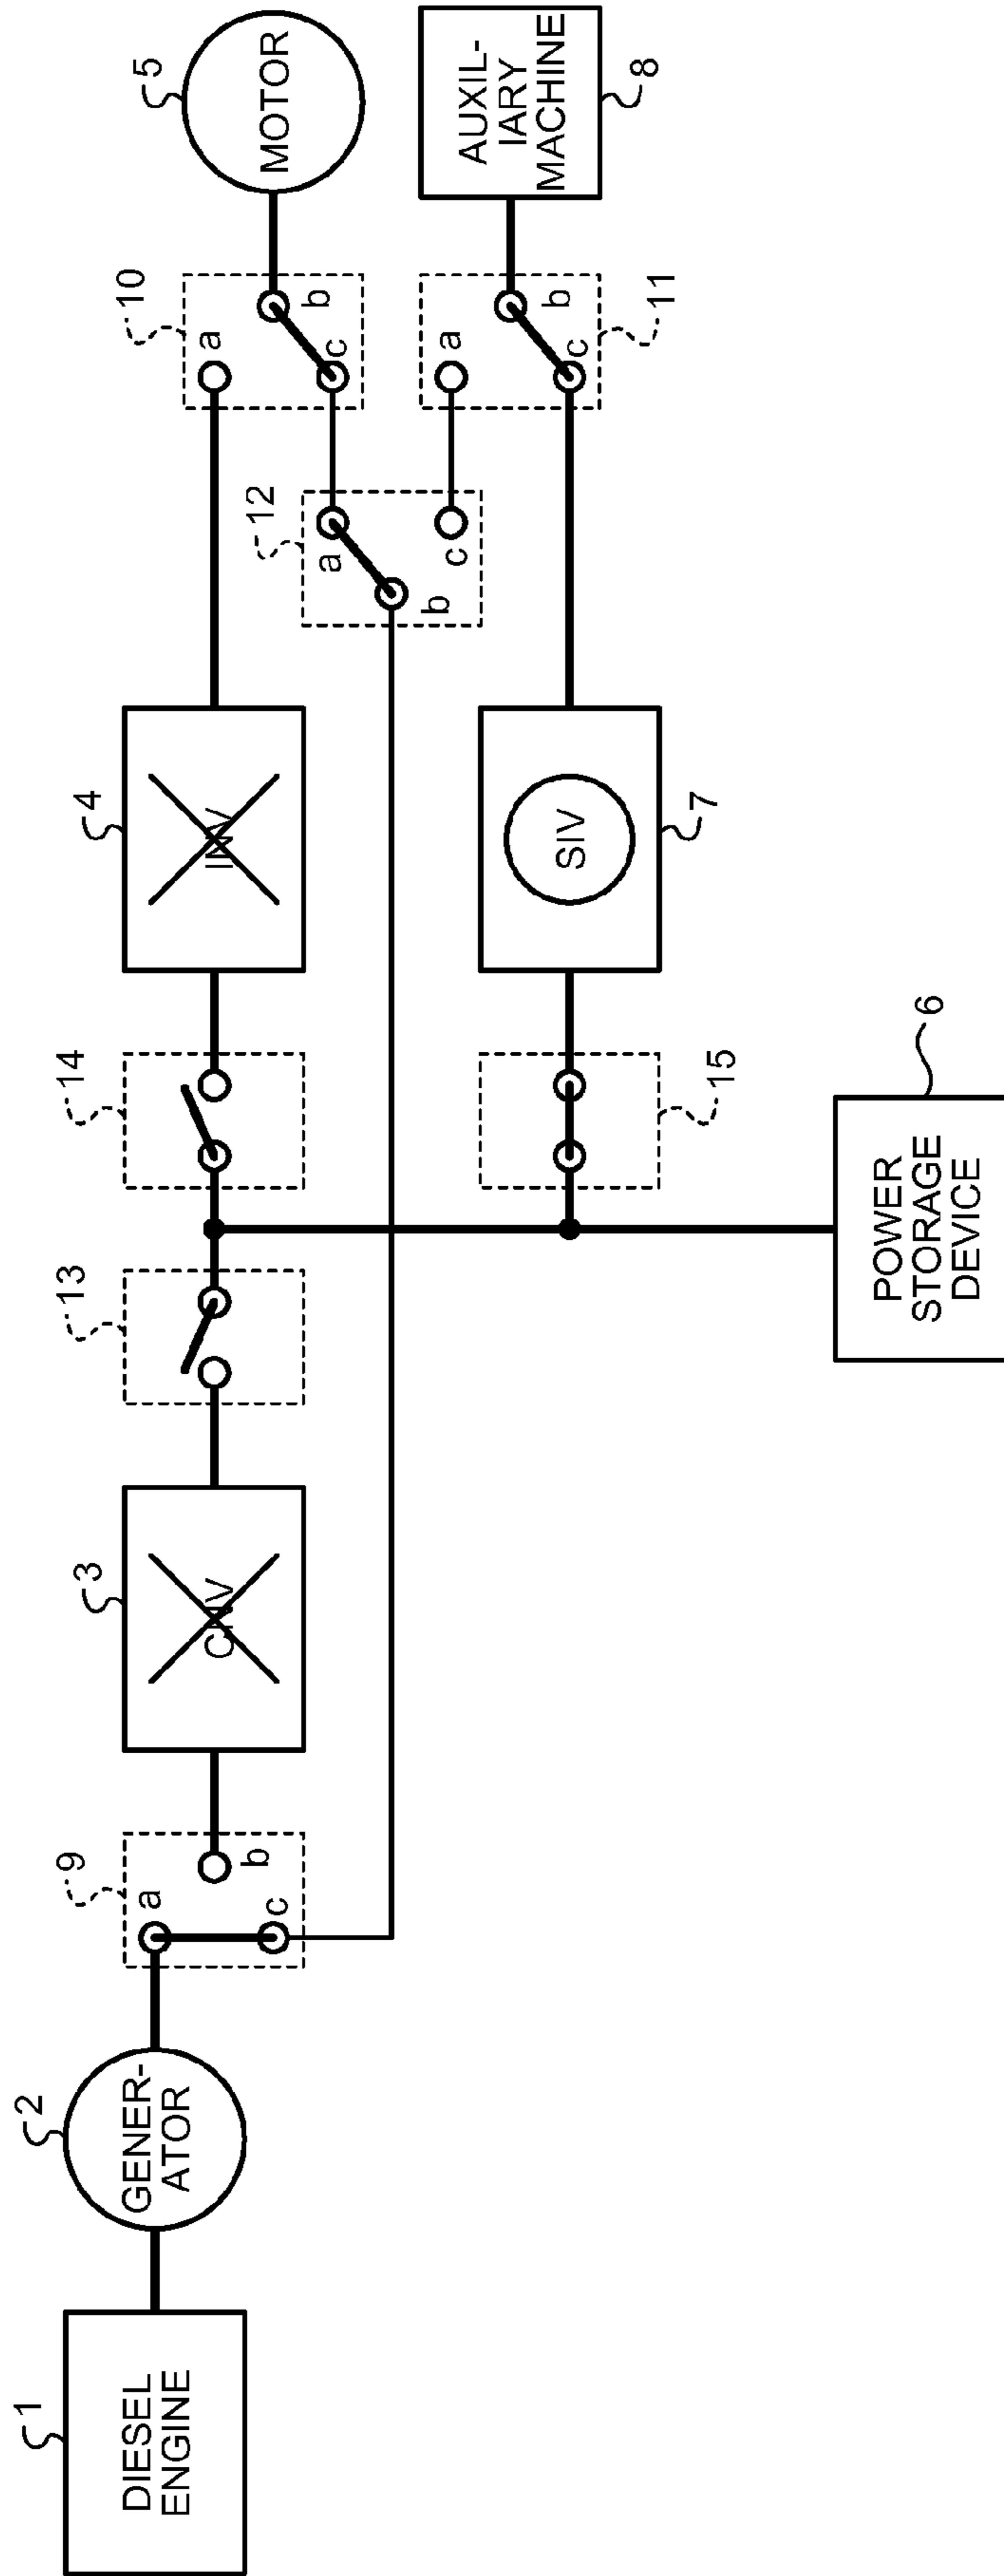 1
DIESEL
ENGINE
2
GENER-
ATOR
9
a
b
c
3
CNV
13
14
4
INV
12
a
b
c
10
a
b
c
5
MOTOR
6
POWER
STORAGE
DEVICE
15
7
SIV
11
a
b
c
8
AUXIL-
IARY
MACHINE